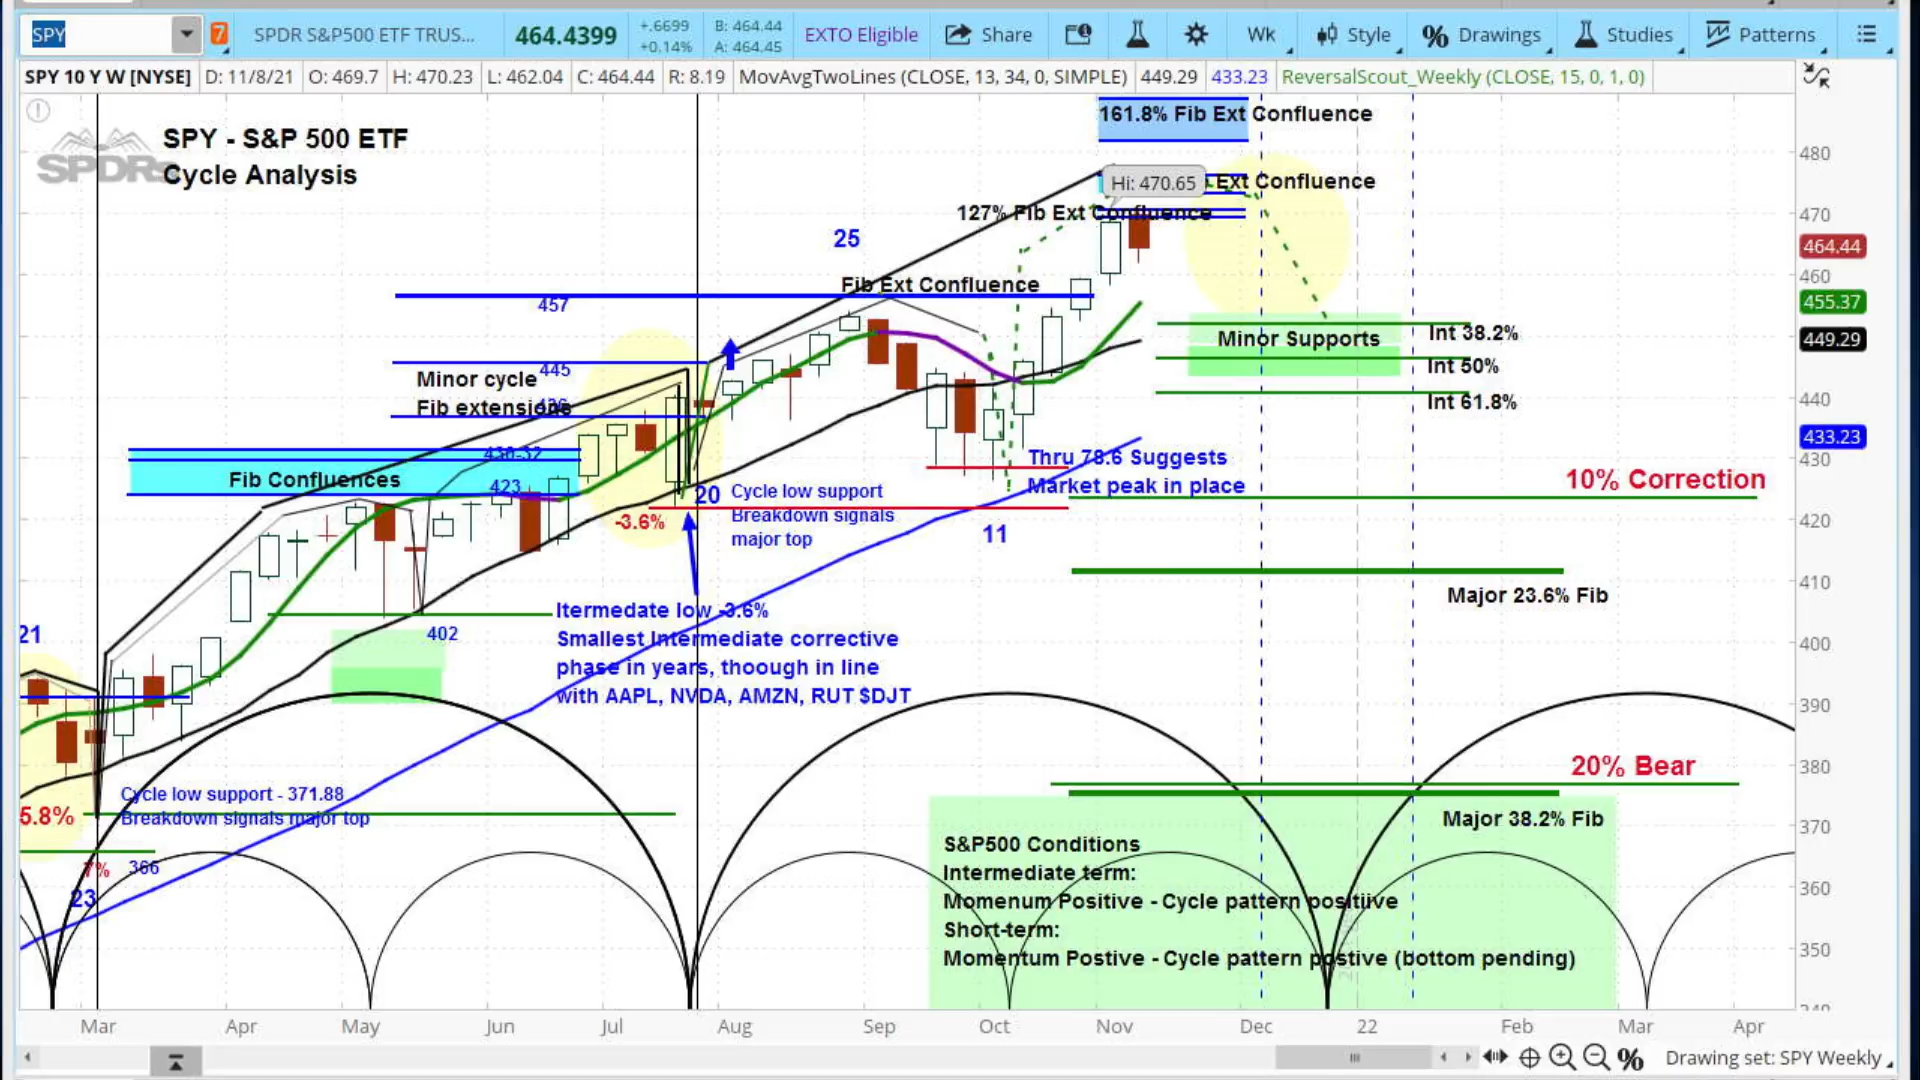 SPY
7
SPDR S&P500 ETF TRUS...
464.4399
+.6699
+0.14%
B: 464.44
A: 464.45
EXTO Eligible
Share
Wk
Style
% Drawings
Studies
Patterns
SPY 10 Y W [NYSE]
D: 11/8/21
O: 469.7
H: 470.23
L: 462.04
C: 464.44
R: 8.19
MovAvgTwoLines (CLOSE, 13, 34, 0, SIMPLE)
449.29
433.23
ReversalScout_Weekly (CLOSE, 15, 0, 1, 0)
SPDRs
SPY - S&P 500 ETF
Cycle Analysis
161.8% Fib Ext Confluence
Hi: 470.65
Ext Confluence
127% Fib Ext Confluence
25
Fib Ext Confluence
457
445
Minor cycle
Fib extensions
430-32
Fib Confluences
423
Minor Supports
Int 38.2%
Int 50%
Int 61.8%
Thru 78.6 Suggests
Market peak in place
10% Correction
20
Cycle low support
Breakdown signals
major top
-3.6%
11
Major 23.6% Fib
Itermedate low -3.6%
Smallest Intermediate corrective
phase in years, thoough in line
with AAPL, NVDA, AMZN, RUT $DJT
402
21
20% Bear
Major 38.2% Fib
Cycle low support - 371.88
Breakdown signals major top
5.8%
7%
366
23
S&P500 Conditions
Intermediate term:
Momenum Positive - Cycle pattern positiive
Short-term:
Momentum Postive - Cycle pattern postive (bottom pending)
480
470
464.44
460
455.37
449.29
440
433.23
430
420
410
400
390
380
370
360
350
340
Mar
Apr
May
Jun
Jul
Aug
Sep
Oct
Nov
Dec
22
Feb
Mar
Apr
%
Drawing set: SPY Weekly